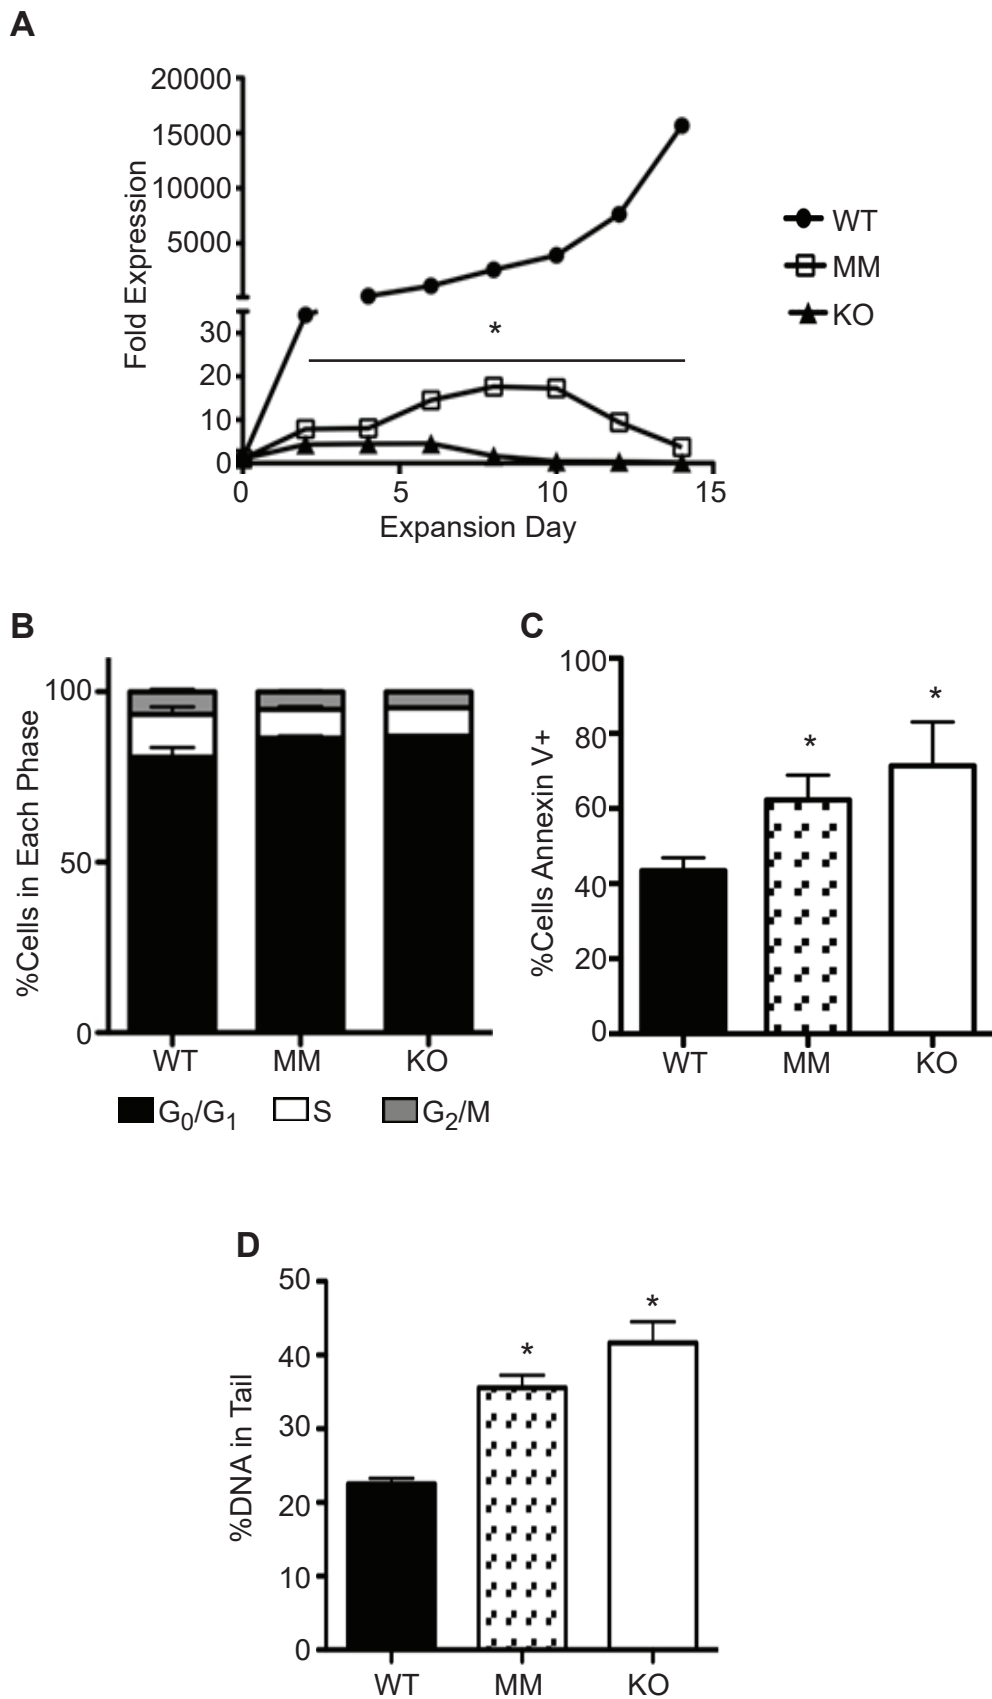 A
20000
15000
10000
5000
30
20
10
0
Fold Expression
*
0 5 10 15
Expansion Day
WT
MM
KO
B
100
50
0
%Cells in Each Phase
WT MM KO
G0/G1 S G2/M
C
100
80
60
40
20
0
%Cells Annexin V+
* *
WT MM KO
D
50
40
30
20
10
0
%DNA in Tail
* *
WT MM KO